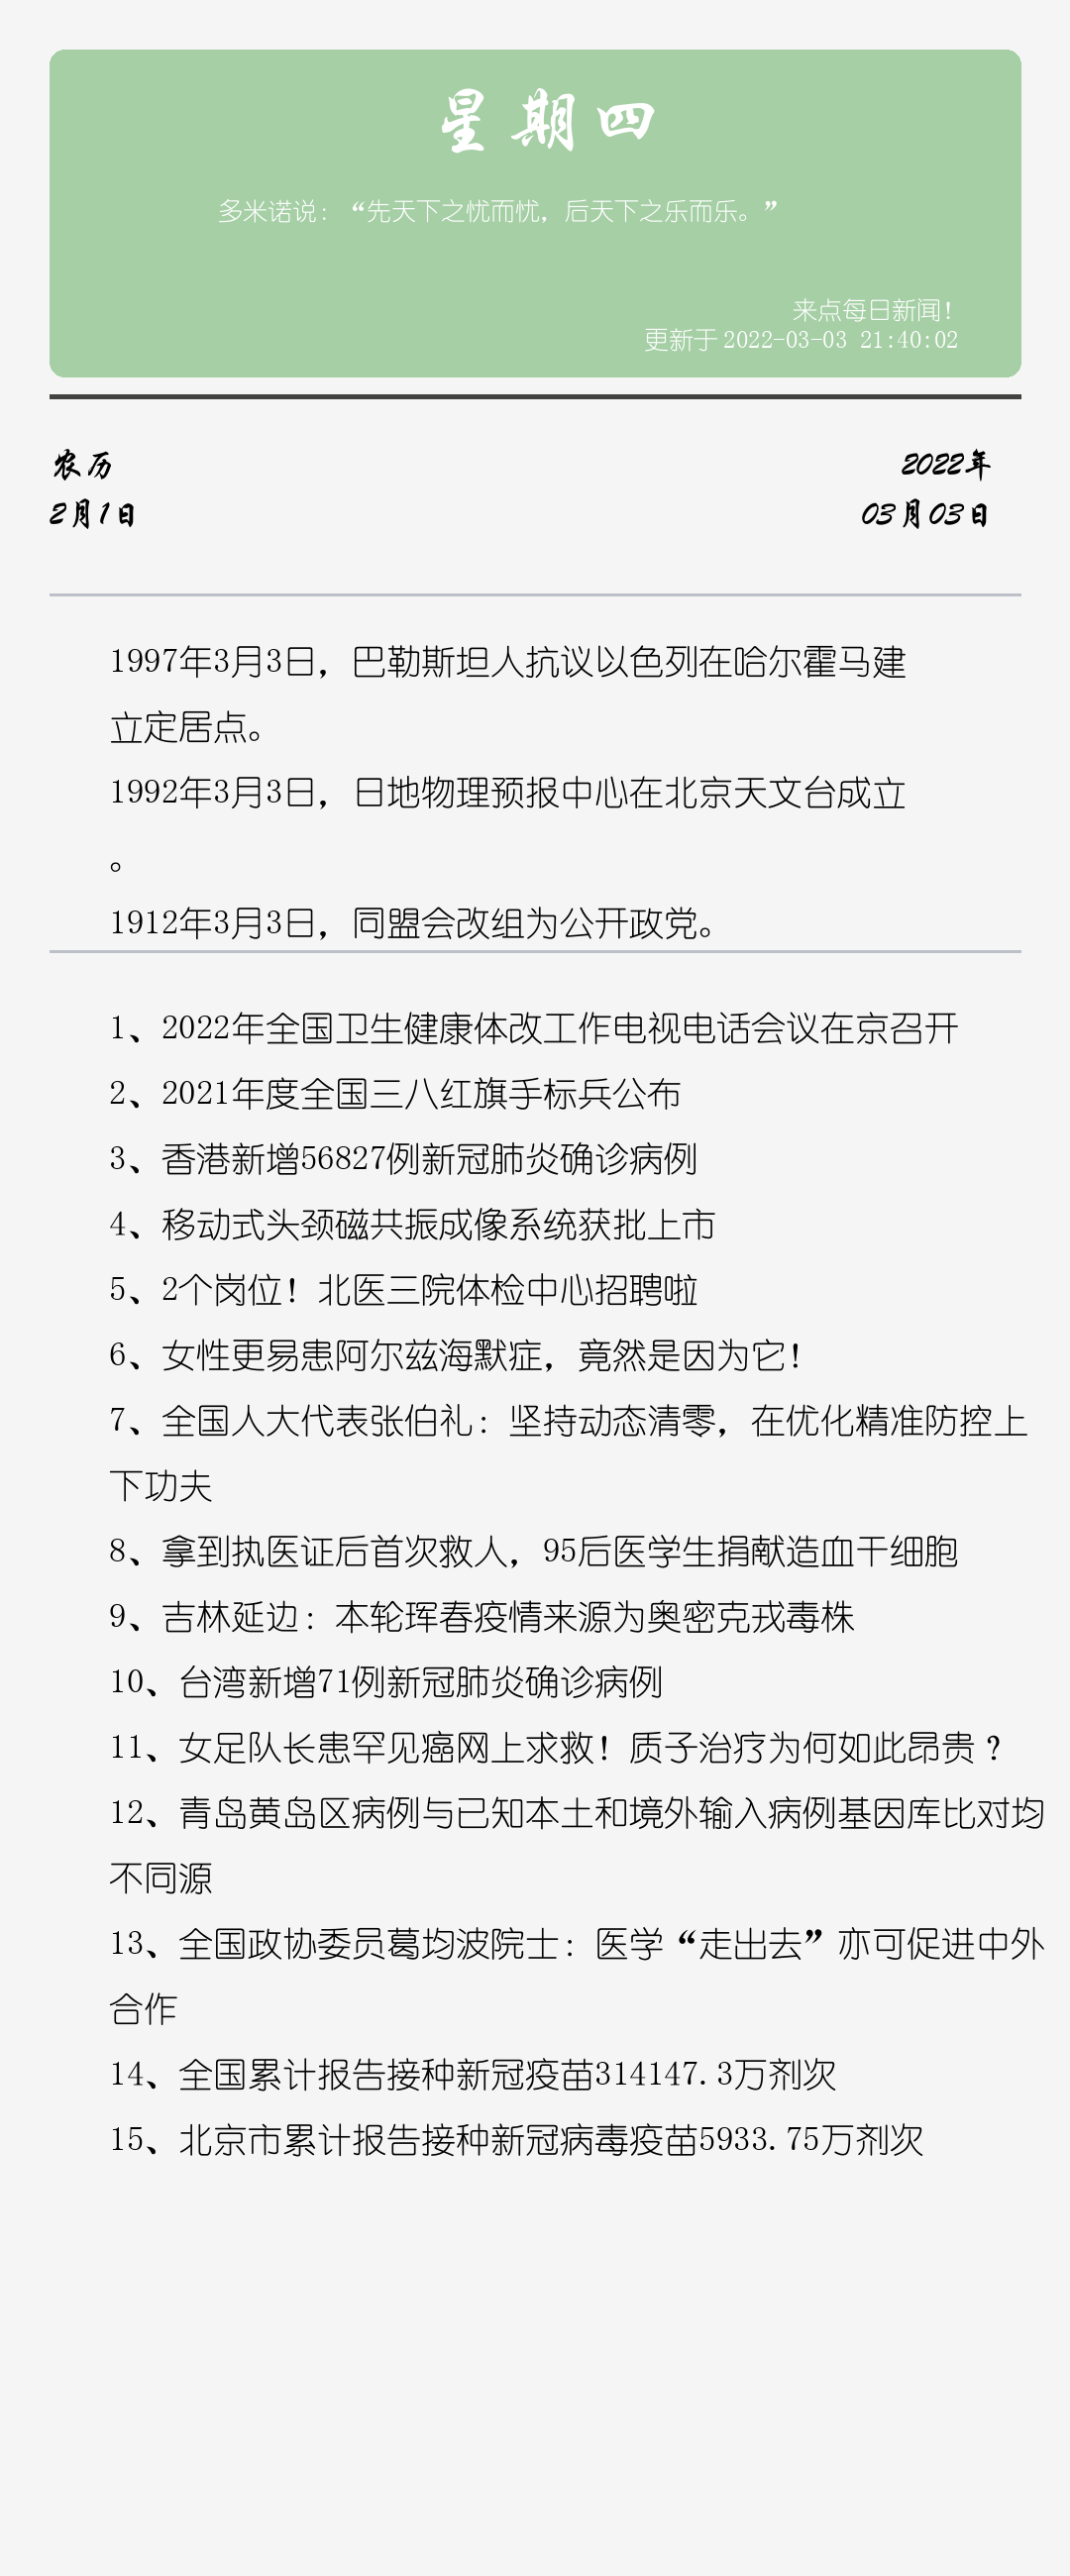 星期四
多米诺说：“先天下之忧而忧，后天下之乐而乐。”
来点每日新闻！
更新于2022-03-03 21:40:02
农历
2022年
2月1日
03月03日
1997年3月3日，巴勒斯坦人抗议以色列在哈尔霍马建
立定居点。
1992年3月3日，日地物理预报中心在北京天文台成立
。
1912年3月3日，同盟会改组为公开政党。
1、2022年全国卫生健康体改工作电视电话会议在京召开
2、2021年度全国三八红旗手标兵公布
3、香港新增56827例新冠肺炎确诊病例
4、移动式头颈磁共振成像系统获批上市
5、2个岗位！北医三院体检中心招聘啦
6、女性更易患阿尔兹海默症，竟然是因为它！
7、全国人大代表张伯礼：坚持动态清零，在优化精准防控上
下功夫
8、拿到执医证后首次救人，95后医学生捐献造血干细胞
9、吉林延边：本轮珲春疫情来源为奥密克戎毒株
10、台湾新增71例新冠肺炎确诊病例
11、女足队长患罕见癌网上求救！质子治疗为何如此昂贵？
12、青岛黄岛区病例与已知本土和境外输入病例基因库比对均
不同源
13、全国政协委员葛均波院士：医学“走出去”亦可促进中外
合作
14、全国累计报告接种新冠疫苗314147.3万剂次
15、北京市累计报告接种新冠病毒疫苗5933.75万剂次